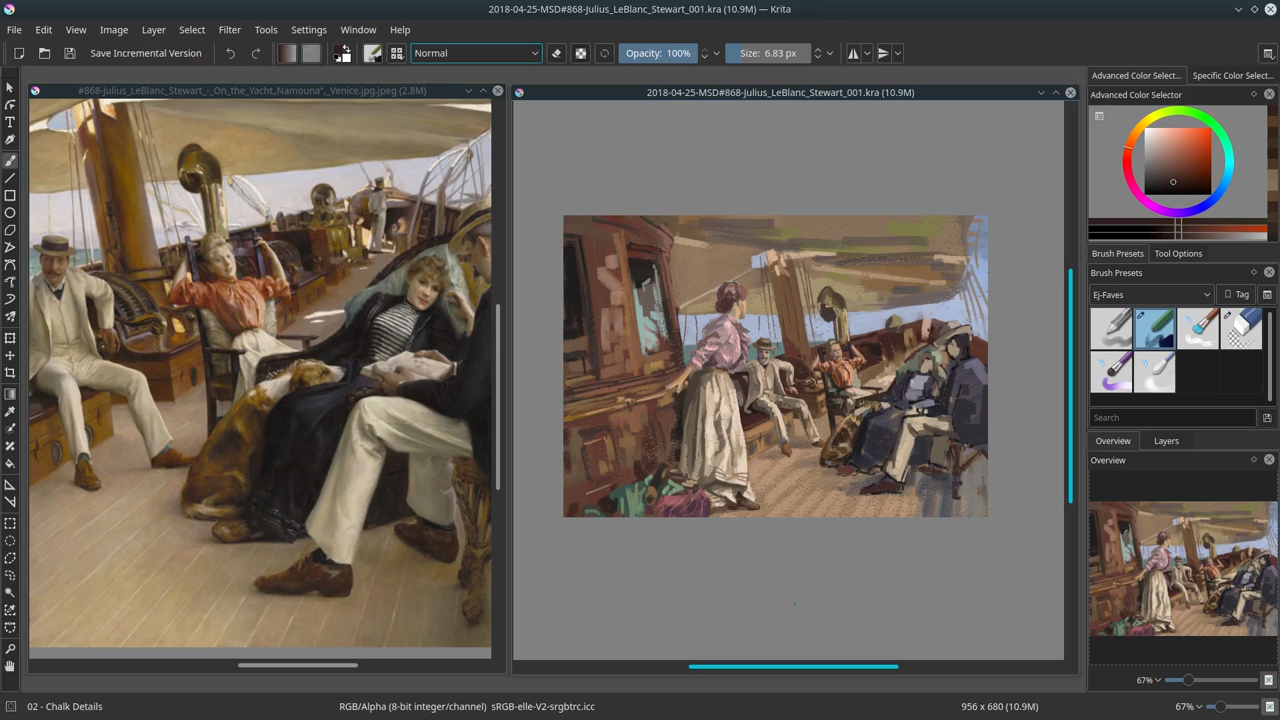 2018-04-25-MSD#868-Julius_LeBlanc_Stewart_001.kra (10.9M) — Krita
File Edit View Image Layer Select Filter Tools Settings Window Help
Save Incremental Version Normal Opacity: 100% Size: 6.83 px
#868-Julius_LeBlanc_Stewart_-_On_the_Yacht_Namouna",_Venice.jpg.jpeg (2.8M)
2018-04-25-MSD#868-Julius_LeBlanc_Stewart_001.kra (10.9M)
Advanced Color Select... Specific Color Select...
Advanced Color Selector
Brush Presets Tool Options
Brush Presets
Ej-Faves Tag
Search
Overview Layers
Overview
67%
02 - Chalk Details RGB/Alpha (8-bit integer/channel) sRGB-elle-V2-srgbtrc.icc 956 x 680 (10.9M) 67%